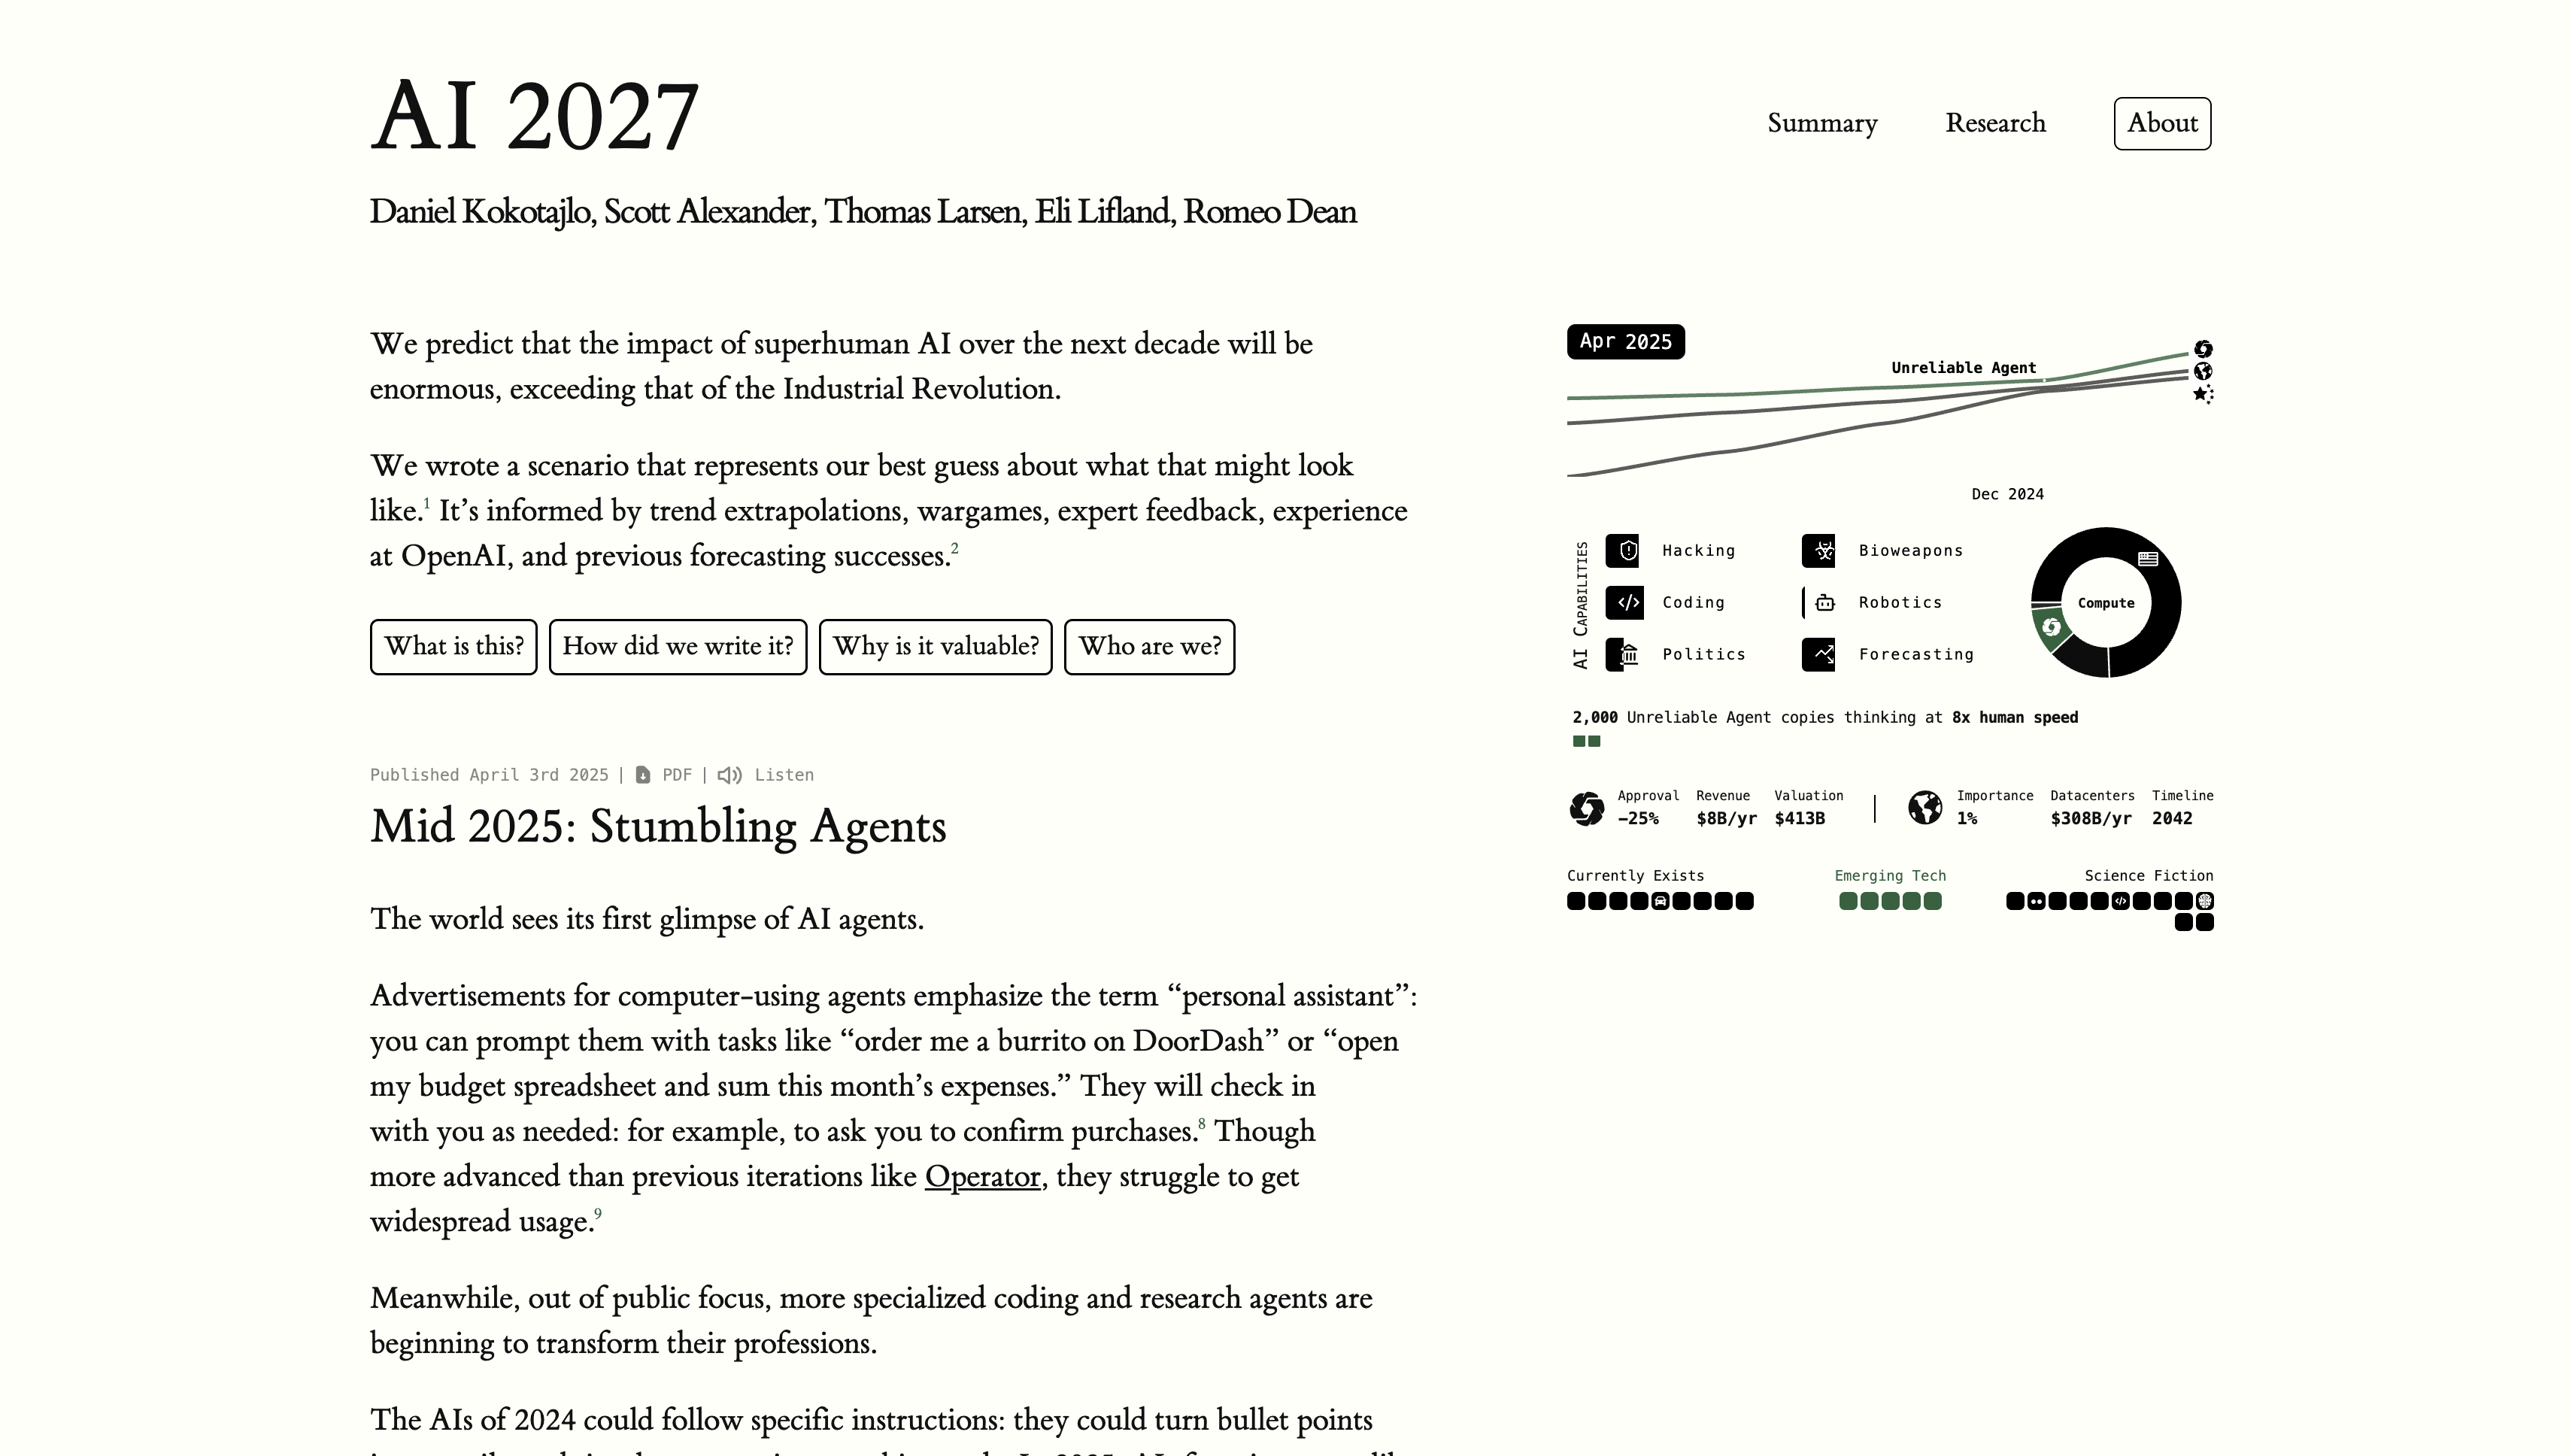 AI 2027
Summary
Research
About
Daniel Kokotajlo, Scott Alexander, Thomas Larsen, Eli Lifland, Romeo Dean
We predict that the impact of superhuman AI over the next decade will be
enormous, exceeding that of the Industrial Revolution.
We wrote a scenario that represents our best guess about what that might look
like.1 It’s informed by trend extrapolations, wargames, expert feedback, experience
at OpenAI, and previous forecasting successes.2
What is this?
How did we write it?
Why is it valuable?
Who are we?
Published April 3rd 2025 | PDF | Listen
Mid 2025: Stumbling Agents
The world sees its first glimpse of AI agents.
Advertisements for computer-using agents emphasize the term “personal assistant”:
you can prompt them with tasks like “order me a burrito on DoorDash” or “open
my budget spreadsheet and sum this month’s expenses.” They will check in
with you as needed: for example, to ask you to confirm purchases.8 Though
more advanced than previous iterations like Operator, they struggle to get
widespread usage.9
Meanwhile, out of public focus, more specialized coding and research agents are
beginning to transform their professions.
The AIs of 2024 could follow specific instructions: they could turn bullet points
Apr 2025
Unreliable Agent
Dec 2024
AI Capabilities
Hacking
Bioweapons
Coding
Robotics
Politics
Forecasting
Compute
2,000 Unreliable Agent copies thinking at 8x human speed
Approval
Revenue
Valuation
Importance
Datacenters
Timeline
-25%
$8B/yr
$413B
1%
$308B/yr
2042
Currently Exists
Emerging Tech
Science Fiction